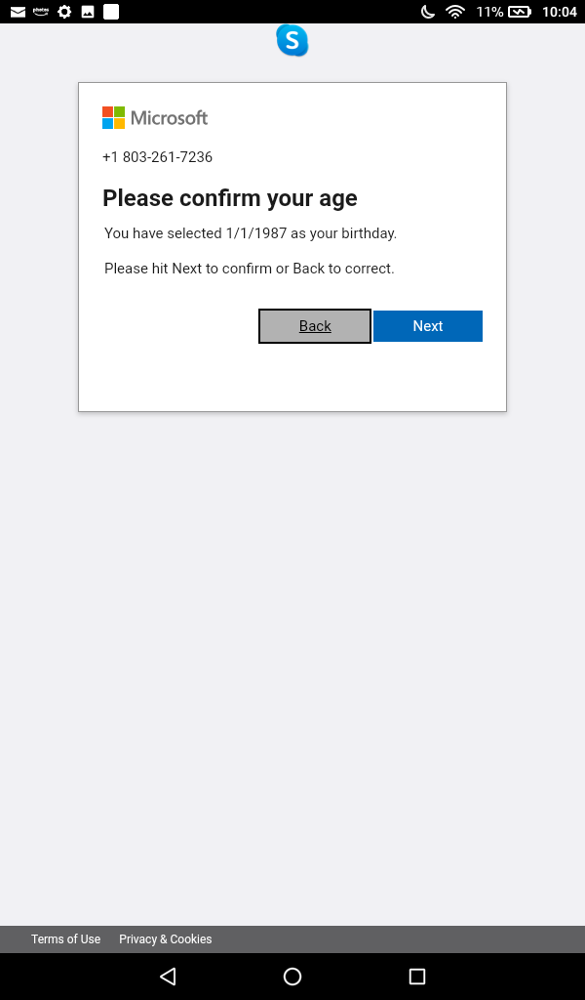 photos 11% 10:04
S
Microsoft
+1 803-261-7236
Please confirm your age
You have selected 1/1/1987 as your birthday.
Please hit Next to confirm or Back to correct.
Back Next
Terms of Use Privacy & Cookies